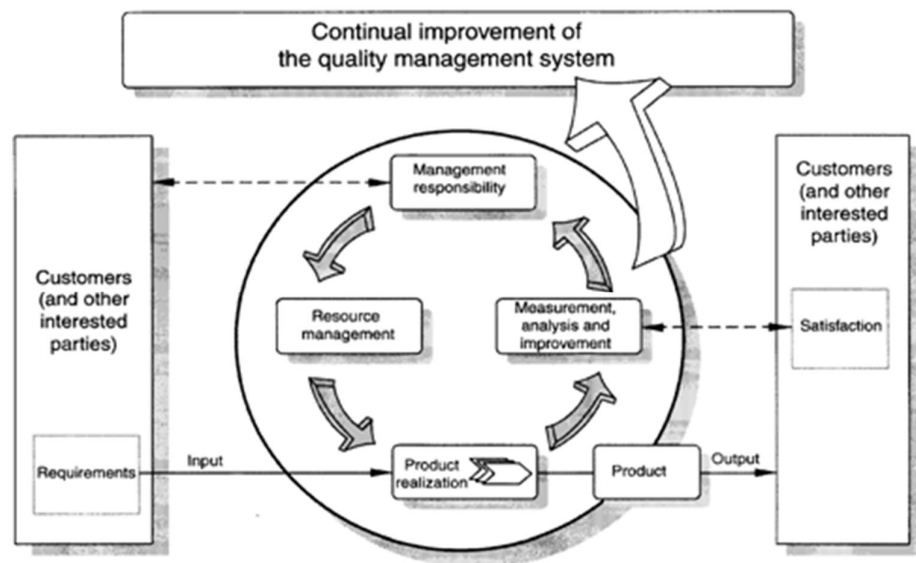 Continual improvement of
the quality management system
Customers
(and other
interested
parties)
Requirements
Input
Management
responsibility
Resource
management
Measurement,
analysis and
improvement
Product
realization
Product
Output
Customers
(and other
interested
parties)
Satisfaction